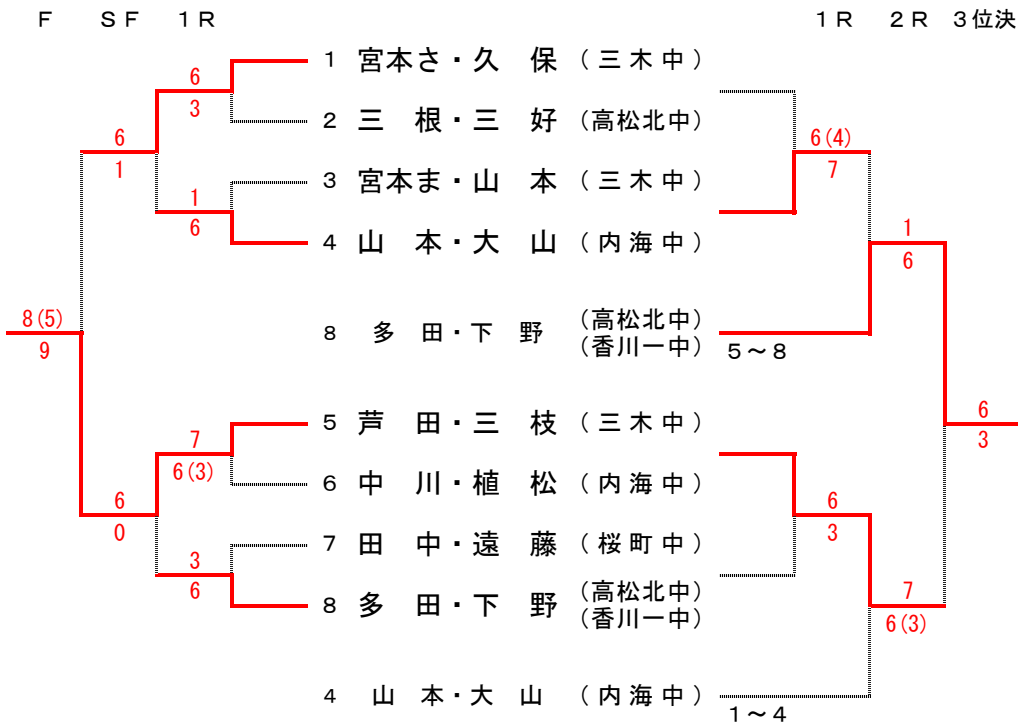 F ＳＦ １Ｒ １Ｒ ２Ｒ ３位決
1 宮本さ・久　保 （三木中）
6
3
2 三　根・三　好 （高松北中）
6
1
6(4)
7
3 宮本ま・山　本 （三木中）
1
6
4 山　本・大　山 （内海中）
1
6
8(5)
9
8 多　田・下　野 （高松北中）
（香川一中）
５～８
5 芦　田・三　枝 （三木中）
6
3
7
6(3)
6 中　川・植　松 （内海中）
6
0
6
3
7 田　中・遠　藤 （桜町中）
3
6
8 多　田・下　野 （高松北中）
（香川一中）
7
6(3)
4 山　本・大　山 （内海中）
１～４